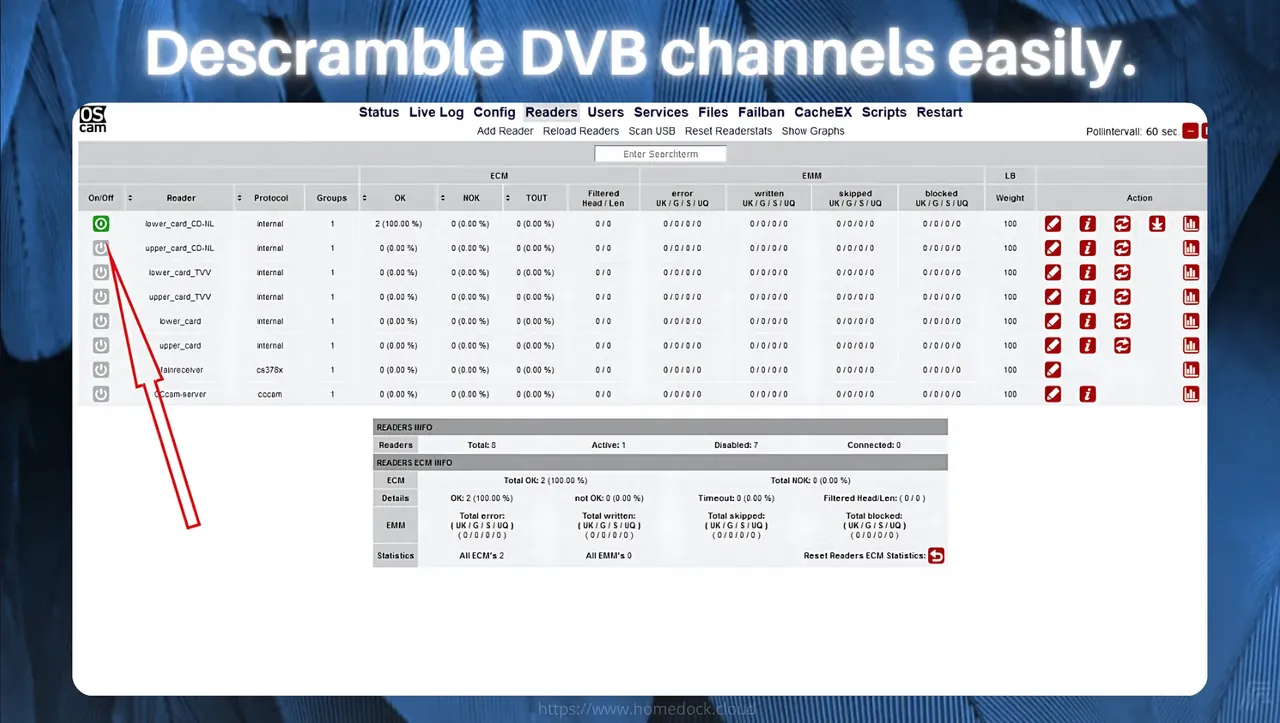 Descramble DVB channels easily.
OS cam
Status Live Log Config Readers Users Services Files Failban CacheEX Scripts Restart
Add Reader Reload Readers Scan USB Reset Readerstats Show Graphs
Pollintervall: 60 sec.
Enter Searchterm
ECM EMM LB
On/Off Reader Protocol Groups OK NOK TOUT Filtered Head / Len error UK / G / S / UQ written UK / G / S / UQ skipped UK / G / S / UQ blocked UK / G / S / UQ Weight Action
lower_card_CD-NL internal 1 2 (100.00 %) 0 (0.00 %) 0 (0.00 %) 0 / 0 0 / 0 / 0 / 0 0 / 0 / 0 / 0 0 / 0 / 0 / 0 0 / 0 / 0 / 0 100
upper_card_CD-NL internal 1 0 (0.00 %) 0 (0.00 %) 0 (0.00 %) 0 / 0 0 / 0 / 0 / 0 0 / 0 / 0 / 0 0 / 0 / 0 / 0 0 / 0 / 0 / 0 100
lower_card_TVV internal 1 0 (0.00 %) 0 (0.00 %) 0 (0.00 %) 0 / 0 0 / 0 / 0 / 0 0 / 0 / 0 / 0 0 / 0 / 0 / 0 0 / 0 / 0 / 0 100
upper_card_TVV internal 1 0 (0.00 %) 0 (0.00 %) 0 (0.00 %) 0 / 0 0 / 0 / 0 / 0 0 / 0 / 0 / 0 0 / 0 / 0 / 0 0 / 0 / 0 / 0 100
lower_card internal 1 0 (0.00 %) 0 (0.00 %) 0 (0.00 %) 0 / 0 0 / 0 / 0 / 0 0 / 0 / 0 / 0 0 / 0 / 0 / 0 0 / 0 / 0 / 0 100
upper_card internal 1 0 (0.00 %) 0 (0.00 %) 0 (0.00 %) 0 / 0 0 / 0 / 0 / 0 0 / 0 / 0 / 0 0 / 0 / 0 / 0 0 / 0 / 0 / 0 100
cs378x 1 0 (0.00 %) 0 (0.00 %) 0 (0.00 %) 0 / 0 0 / 0 / 0 / 0 0 / 0 / 0 / 0 0 / 0 / 0 / 0 0 / 0 / 0 / 0 100
CCcam-server cccam 1 0 (0.00 %) 0 (0.00 %) 0 (0.00 %) 0 / 0 0 / 0 / 0 / 0 0 / 0 / 0 / 0 0 / 0 / 0 / 0 0 / 0 / 0 / 0 100
READERS INFO
Readers Total: 8 Active: 1 Disabled: 7 Connected: 0
READERS ECM INFO
ECM Total OK: 2 (100.00 %) Total NOK: 0 (0.00 %)
Details OK: 2 (100.00 %) not OK: 0 (0.00 %) Timeout: 0 (0.00 %) Filtered Head/Len: ( 0 / 0 )
Total error: Total written: Total skipped: Total blocked:
EMM ( UK / G / S / UQ ) ( UK / G / S / UQ ) ( UK / G / S / UQ ) ( UK / G / S / UQ )
( 0 / 0 / 0 / 0 ) ( 0 / 0 / 0 / 0 ) ( 0 / 0 / 0 / 0 ) ( 0 / 0 / 0 / 0 )
Statistics All ECM's 2 All EMM's 0 Reset Readers ECM Statistics:
https://www.homedock.cloud